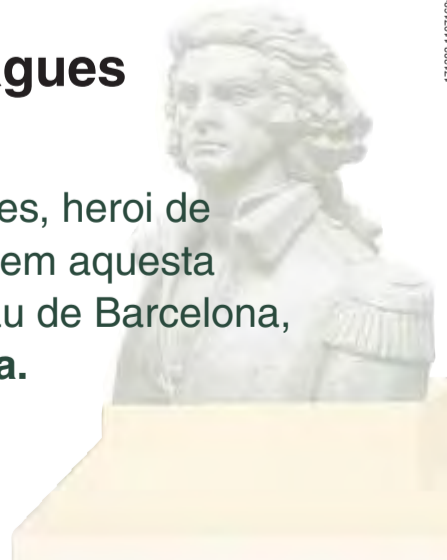 gues
es, heroi de
em aquesta
u de Barcelona,
a.